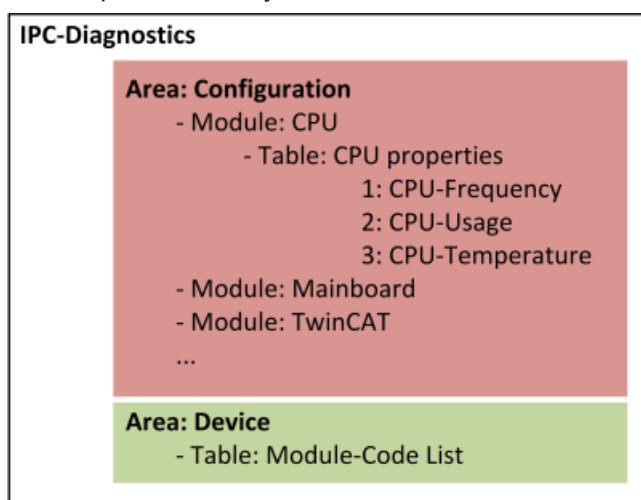 IPC-Diagnostics
Area: Configuration
- Module: CPU
- Table: CPU properties
1: CPU-Frequency
2: CPU-Usage
3: CPU-Temperature
- Module: Mainboard
- Module: TwinCAT
...
Area: Device
- Table: Module-Code List